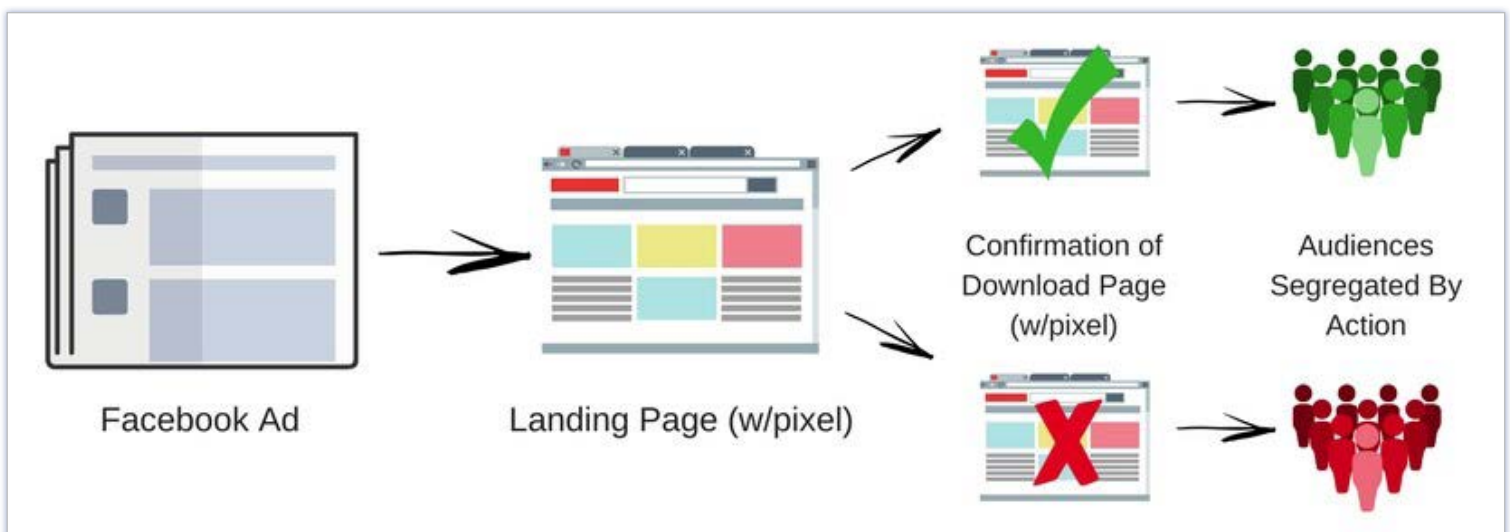 Facebook Ad
Landing Page (w/pixel)
Confirmation of
Download Page
(w/pixel)
Audiences
Segregated By
Action